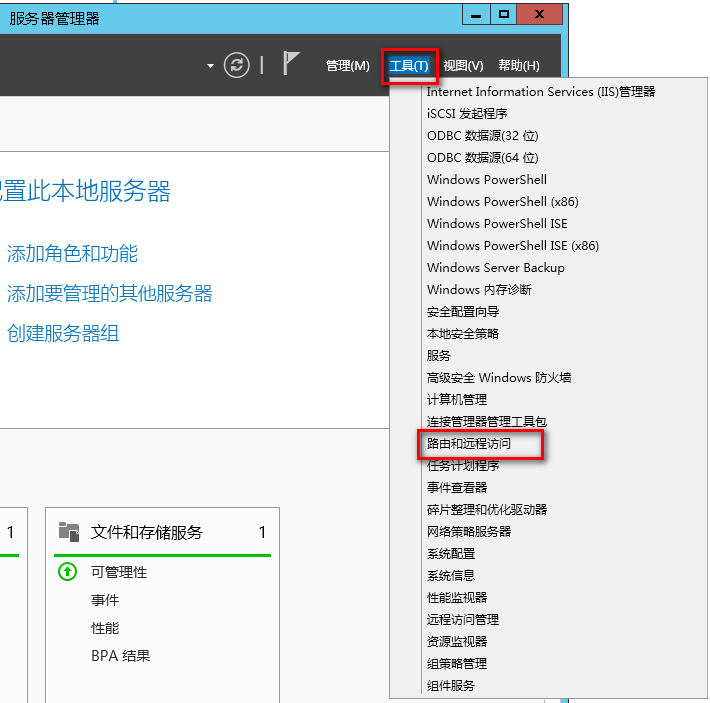 服务器管理器
管理(M) 工具(T) 视图(V) 帮助(H)
Internet Information Services (IIS)管理器
iSCSI 发起程序
ODBC 数据源(32 位)
ODBC 数据源(64 位)
Windows PowerShell
Windows PowerShell (x86)
Windows PowerShell ISE
Windows PowerShell ISE (x86)
Windows Server Backup
Windows 内存诊断
安全配置向导
本地安全策略
服务
高级安全 Windows 防火墙
计算机管理
连接管理器管理工具包
路由和远程访问
任务计划程序
事件查看器
碎片整理和优化驱动器
网络策略服务器
系统配置
系统信息
性能监视器
远程访问管理
资源监视器
组策略管理
组件服务
置此本地服务器
添加角色和功能
添加要管理的其他服务器
创建服务器组
1
文件和存储服务 1
可管理性
事件
性能
BPA 结果